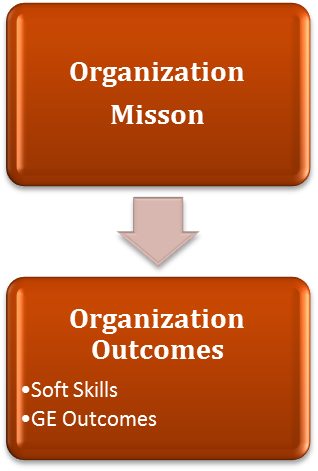 Organization
Misson
Organization
Outcomes
•Soft Skills
•GE Outcomes